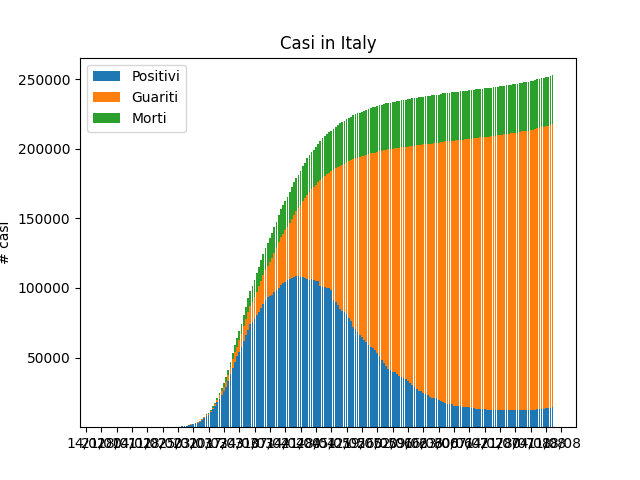 Casi in Italy
Positivi
Guariti
Morti
# casi
250000
200000
150000
100000
50000